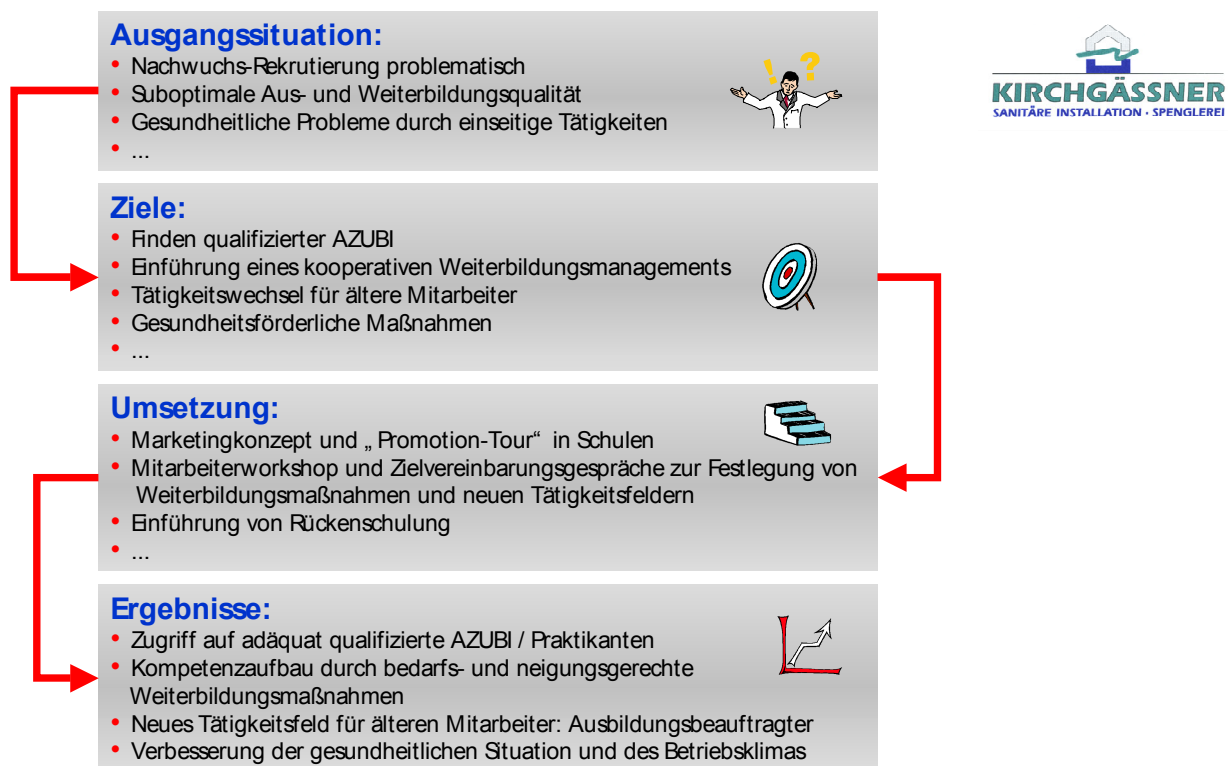 Ausgangssituation:
• Nachwuchs-Rekrutierung problematisch
• Suboptimale Aus- und Weiterbildungsqualität
• Gesundheitliche Probleme durch einseitige Tätigkeiten
• ...
KIRCHGÄSSNER
SANITÄRE INSTALLATION · SPENGLEREI
Ziele:
• Finden qualifizierter AZUBI
• Einführung eines kooperativen Weiterbildungsmanagements
• Tätigkeitswechsel für ältere Mitarbeiter
• Gesundheitsförderliche Maßnahmen
• ...
Umsetzung:
• Marketingkonzept und „Promotion-Tour“ in Schulen
• Mitarbeiterworkshop und Zielvereinbarungsgespräche zur Festlegung von
Weiterbildungsmaßnahmen und neuen Tätigkeitsfeldern
• Einführung von Rückenschulung
• ...
Ergebnisse:
• Zugriff auf adäquat qualifizierte AZUBI / Praktikanten
• Kompetenzaufbau durch bedarfs- und neigungsgerechte
Weiterbildungsmaßnahmen
• Neues Tätigkeitsfeld für älteren Mitarbeiter: Ausbildungsbeauftragter
• Verbesserung der gesundheitlichen Situation und des Betriebsklimas